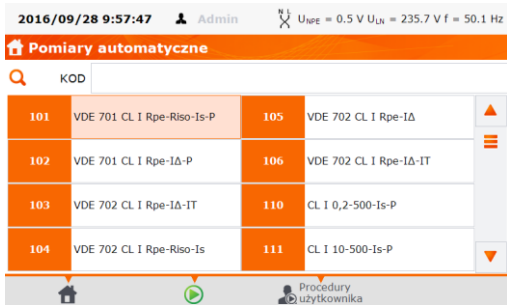 2016/09/28 9:57:47 Admin N L U_NPE = 0.5 V U_LN = 235.7 V f = 50.1 Hz
Pomiary automatyczne
KOD
101 VDE 701 CL I Rpe-Riso-Is-P 105 VDE 702 CL I Rpe-IΔ
102 VDE 701 CL I Rpe-IΔ-P 106 VDE 702 CL I Rpe-IΔ-IT
103 VDE 702 CL I Rpe-IΔ-IT 110 CL I 0,2-500-Is-P
104 VDE 702 CL I Rpe-Riso-Is 111 CL I 10-500-Is-P
Procedury
użytkownika